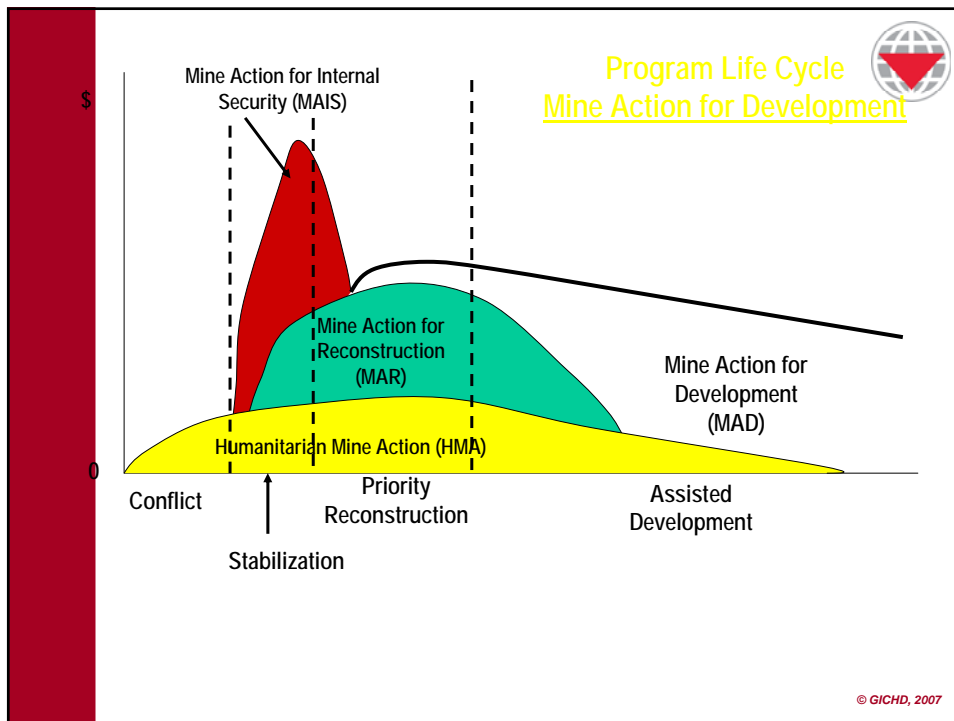 Program Life Cycle
Mine Action for Development
Mine Action for Internal
Security (MAIS)
$
Mine Action for
Reconstruction
(MAR)
Mine Action for
Development
(MAD)
Humanitarian Mine Action (HMA)
0
Conflict
Priority
Reconstruction
Assisted
Development
Stabilization
© GICHD, 2007